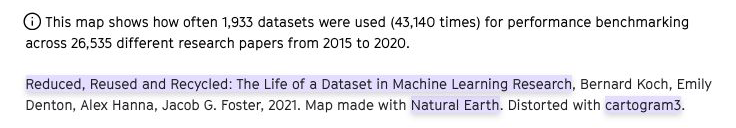 This map shows how often 1,933 datasets were used (43,140 times) for performance benchmarking
across 26,535 different research papers from 2015 to 2020.
Reduced, Reused and Recycled: The Life of a Dataset in Machine Learning Research, Bernard Koch, Emily
Denton, Alex Hanna, Jacob G. Foster, 2021. Map made with Natural Earth. Distorted with cartogram3.